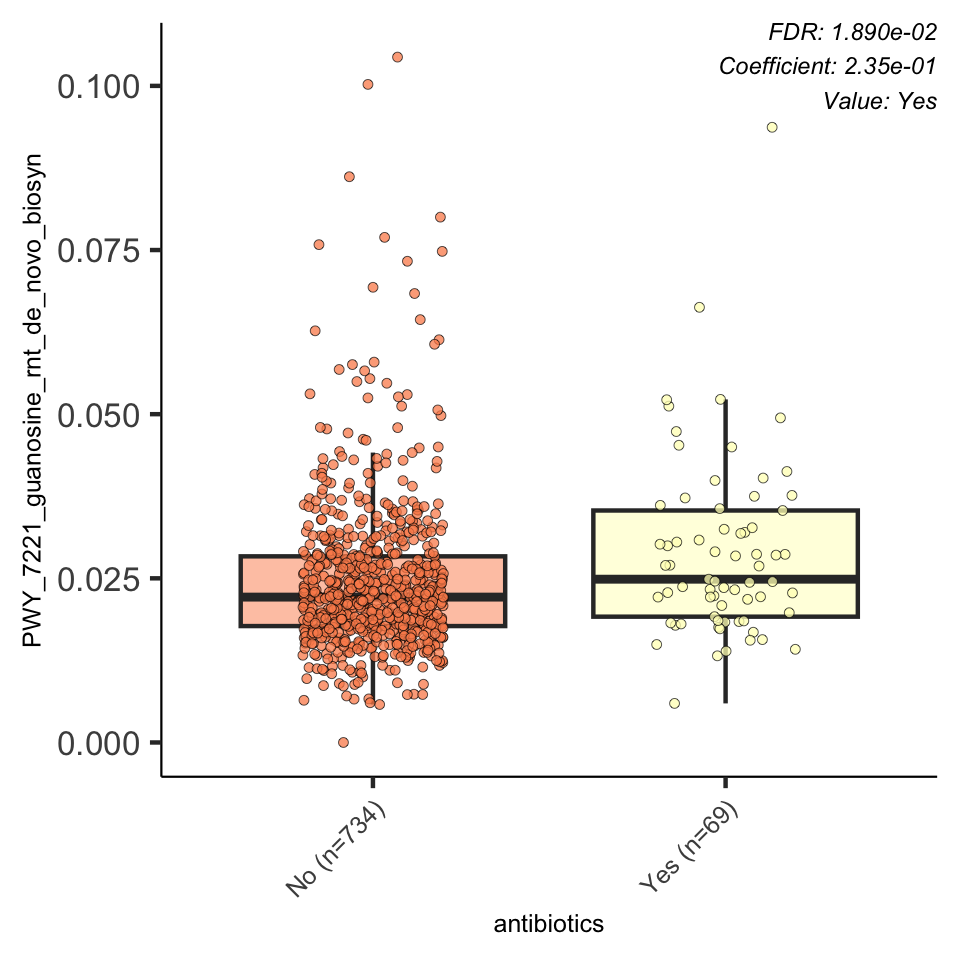 FDR: 1.890e-02
Coefficient: 2.35e-01
Value: Yes
PWY_7221_guanosine_rnt_de_novo_biosyn
0.100
0.075
0.050
0.025
0.000
No (n=734)
Yes (n=69)
antibiotics